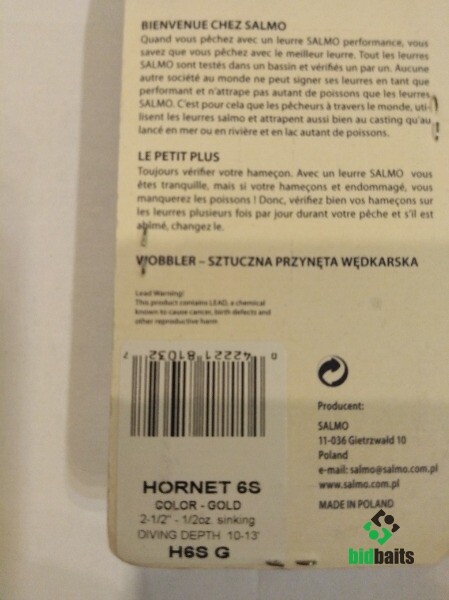 BIENVENUE CHEZ SALMO
Quand vous pêchez avec un leurre SALMO performance, vous
savez que vous pêchez avec le meilleur leurre. Tout les leurres
SALMO sont testés dans un bassin et vérifiés un par un. Aucune
autre société au monde ne peut signer ses leurres en tant que
performant et n'attrape pas autant de poissons que les leurres
SALMO. C'est pour cela que les pêcheurs à travers le monde, uti-
lisent les leurres salmo et attrapent aussi bien au casting qu'au
lancé en mer ou en rivière et en lac autant de poissons.
LE PETIT PLUS
Toujours vérifier votre hameçon. Avec un leurre SALMO vous
êtes tranquille, mais si votre hameçons et endommagé, vous
manquerez les poissons ! Donc, vérifiez bien vos hameçons sur
les leurres plusieurs fois par jour durant votre pêche et s'il est
abîmé, changez le.
WOBBLER – SZTUCZNA PRZYNĘTA WĘDKARSKA
Lead Warning!
This product contains LEAD, a chemical
known to cause cancer, birth defects and
other reproductive harm
0 42221 81032 7
HORNET 6S
COLOR - GOLD
2-1/2" - 1/2oz. sinking
DIVING DEPTH 10-13'
H6S G
Producent:
SALMO
11-036 Gietrzwałd 10
Poland
e-mail: salmo@salmo.com.pl
www.salmo.com.pl
MADE IN POLAND
bidbaits